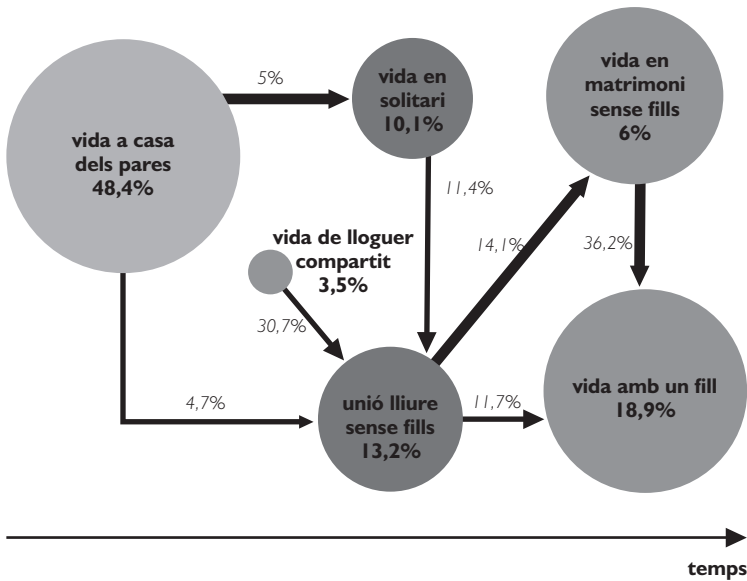 vida a casa
dels pares
48,4%
5%
vida en
solitari
10,1%
vida en
matrimoni
sense fills
6%
11,4%
14,1%
36,2%
vida de lloguer
compartit
3,5%
30,7%
4,7%
unió lliure
sense fills
13,2%
11,7%
vida amb un fill
18,9%
temps